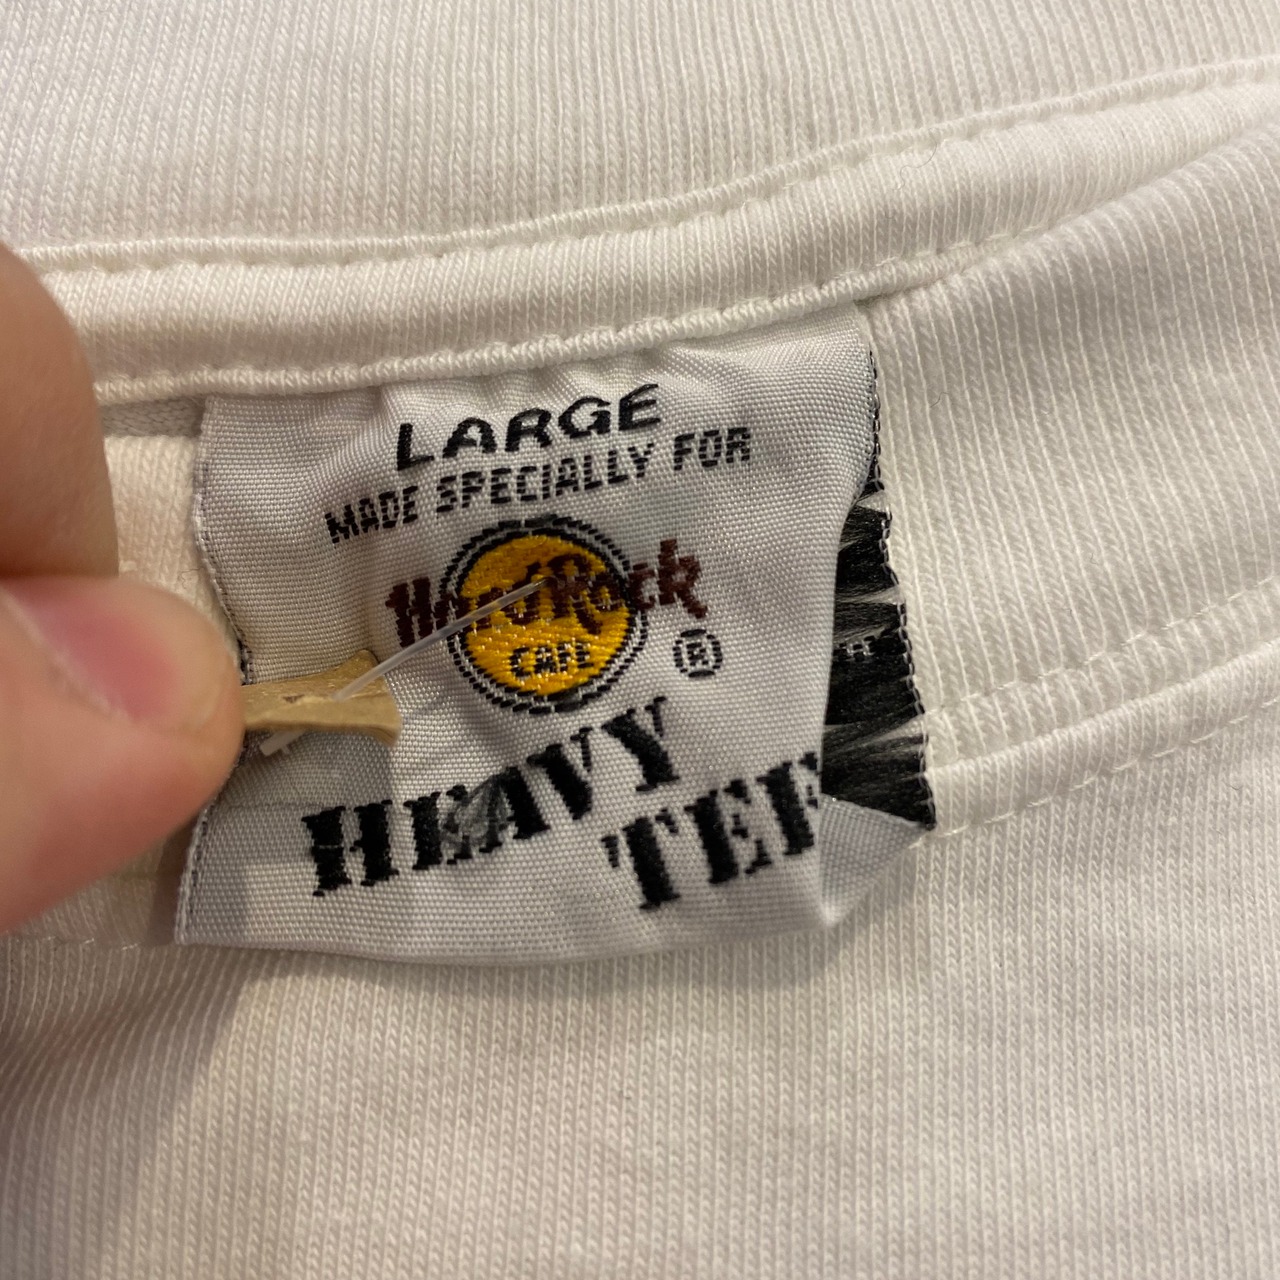 LARGE
MADE SPECIALLY FOR
Hard Rock
CAFE
®
HEAVY
TEE